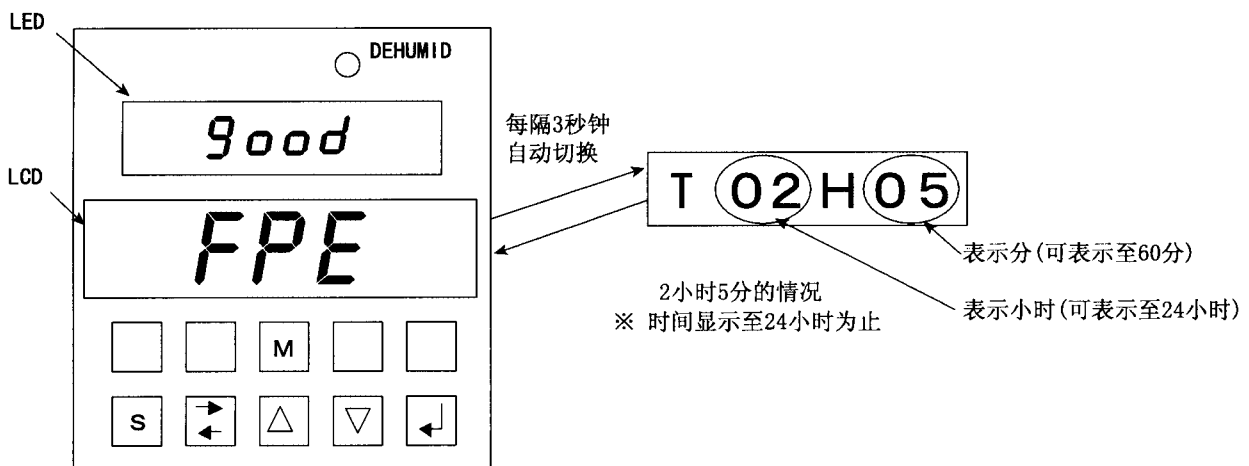 LED
DEHUMID
good
每隔3秒钟
自动切换
LCD
FPE
T 02H05
表示分(可表示至60分)
2小时5分的情况
表示小时(可表示至24小时)
※ 时间显示至24小时为止
M
S